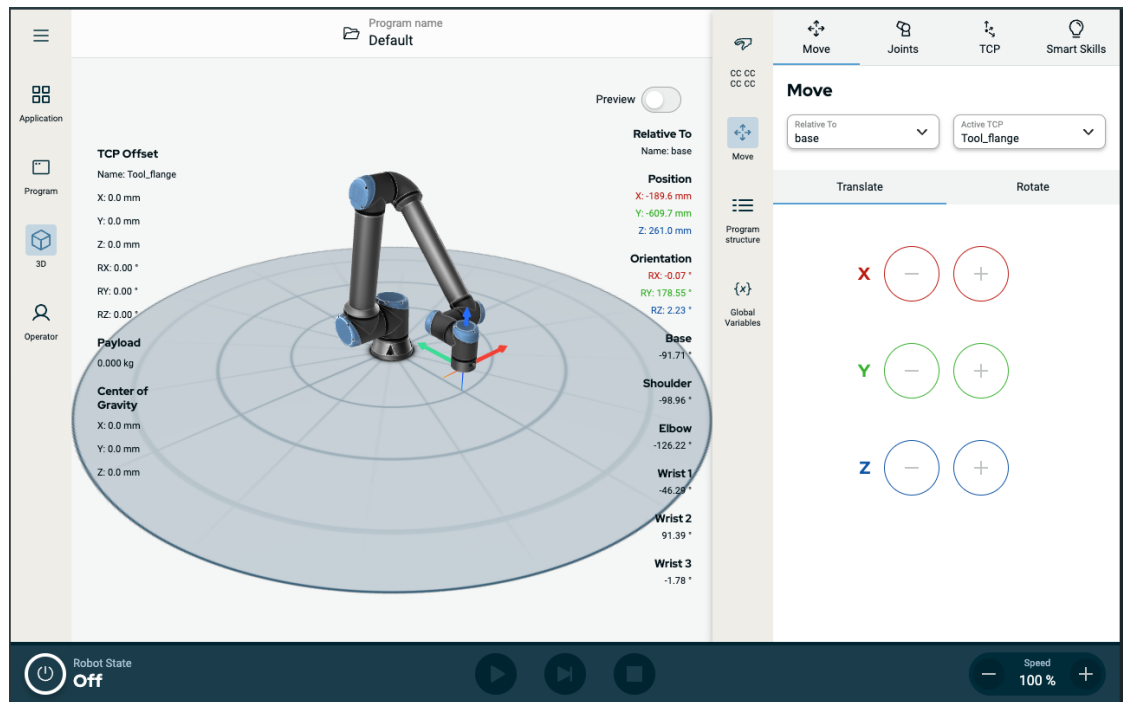 Program name
Default
Application
Program
3D
Operator
Preview
TCP Offset
Name: Tool_flange
X: 0.0 mm
Y: 0.0 mm
Z: 0.0 mm
RX: 0.00 °
RY: 0.00 °
RZ: 0.00 °
Payload
0.000 kg
Center of
Gravity
X: 0.0 mm
Y: 0.0 mm
Z: 0.0 mm
Relative To
Name: base
Position
X: -189.6 mm
Y: -609.7 mm
Z: 261.0 mm
Orientation
RX: -0.07 °
RY: 178.55 °
RZ: 2.23 °
Base
-91.71 °
Shoulder
-98.96 °
Elbow
-126.22 °
Wrist 1
-46.29 °
Wrist 2
91.39 °
Wrist 3
-1.78 °
CC CC
CC CC
Move
Program
structure
{x}
Global
Variables
Move
Joints
TCP
Smart Skills
Move
Relative To
base
Active TCP
Tool_flange
Translate
Rotate
X − +
Y − +
Z − +
Robot State
Off
Speed
− 100 % +